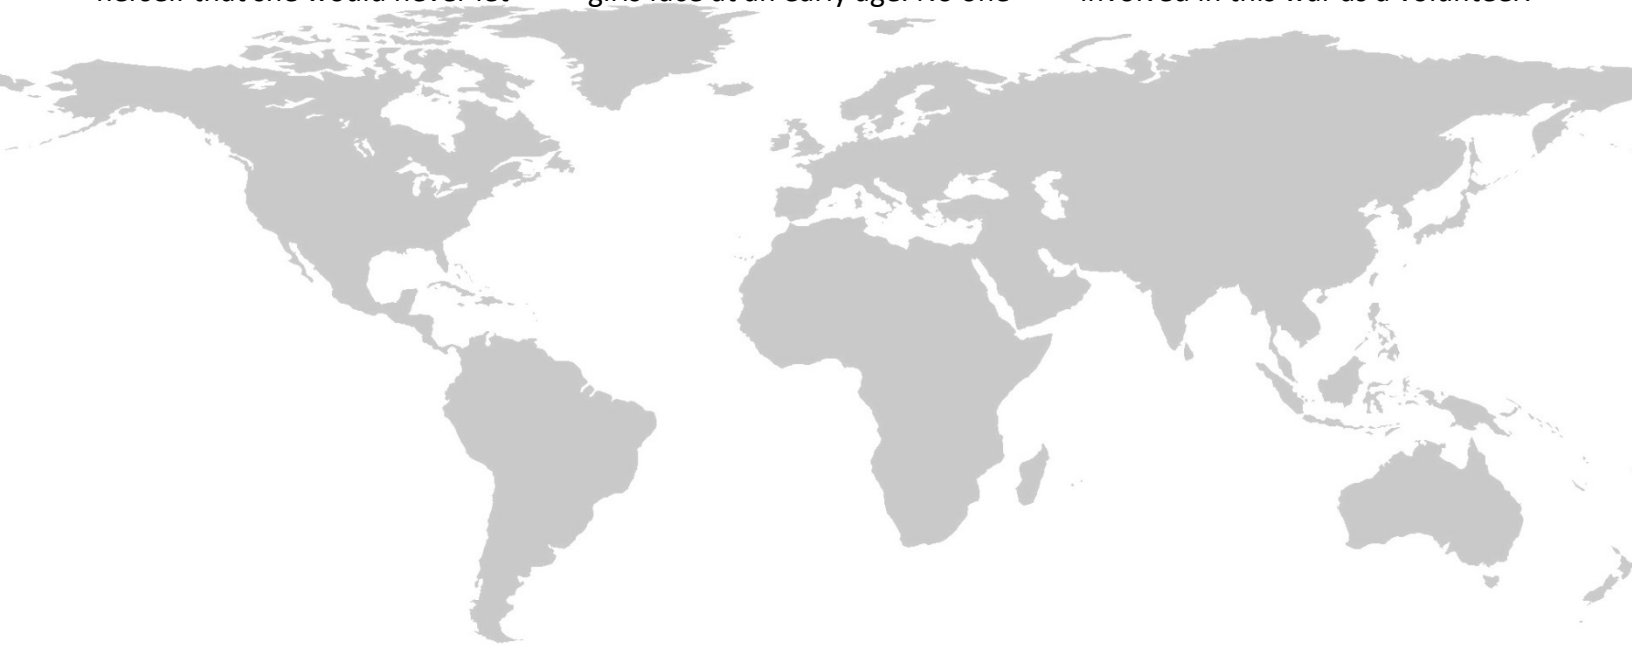 herself that she would never let
girls face at an early age. No one
involved in this war as a volunteer.